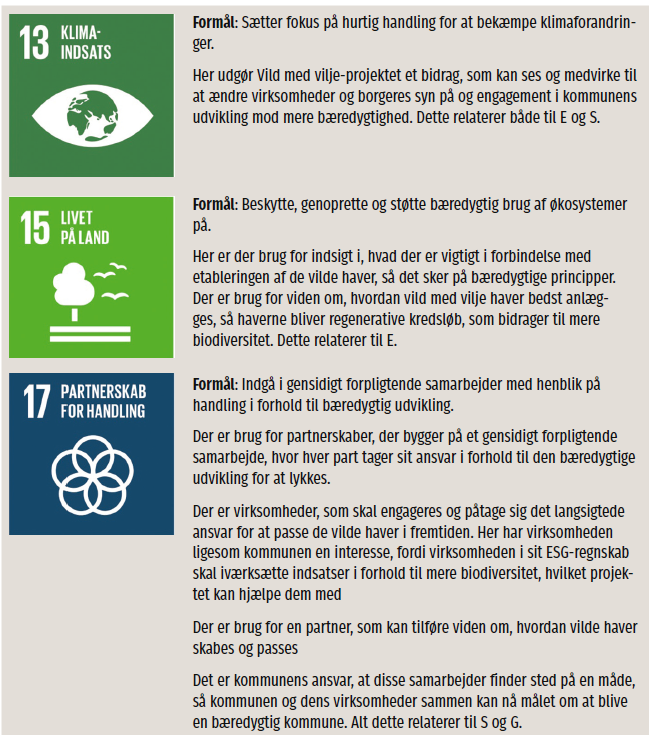 13 KLIMA-
INDSATS
Formål: Sætter fokus på hurtig handling for at bekæmpe klimaforandrin-
ger.
Her udgør Vild med vilje-projektet et bidrag, som kan ses og medvirke til
at ændre virksomheder og borgeres syn på og engagement i kommunens
udvikling mod mere bæredygtighed. Dette relaterer både til E og S.
15 LIVET
PÅ LAND
Formål: Beskytte, genoprette og støtte bæredygtig brug af økosystemer
på.
Her er der brug for indsigt i, hvad der er vigtigt i forbindelse med
etableringen af de vilde haver, så det sker på bæredygtige principper.
Der er brug for viden om, hvordan vild med vilje haver bedst anlæg-
ges, så haverne bliver regenerative kredsløb, som bidrager til mere
biodiversitet. Dette relaterer til E.
17 PARTNERSKAB
FOR HANDLING
Formål: Indgå i gensidigt forpligtende samarbejder med henblik på
handling i forhold til bæredygtig udvikling.
Der er brug for partnerskaber, der bygger på et gensidigt forpligtende
samarbejde, hvor hver part tager sit ansvar i forhold til den bæredygtige
udvikling for at lykkes.
Der er virksomheder, som skal engageres og påtage sig det langsigtede
ansvar for at passe de vilde haver i fremtiden. Her har virksomheden
ligesom kommunen en interesse, fordi virksomheden i sit ESG-regnskab
skal iværksætte indsatser i forhold til mere biodiversitet, hvilket projek-
tet kan hjælpe dem med
Der er brug for en partner, som kan tilføre viden om, hvordan vilde haver
skabes og passes
Det er kommunens ansvar, at disse samarbejder finder sted på en måde,
så kommunen og dens virksomheder sammen kan nå målet om at blive
en bæredygtig kommune. Alt dette relaterer til S og G.